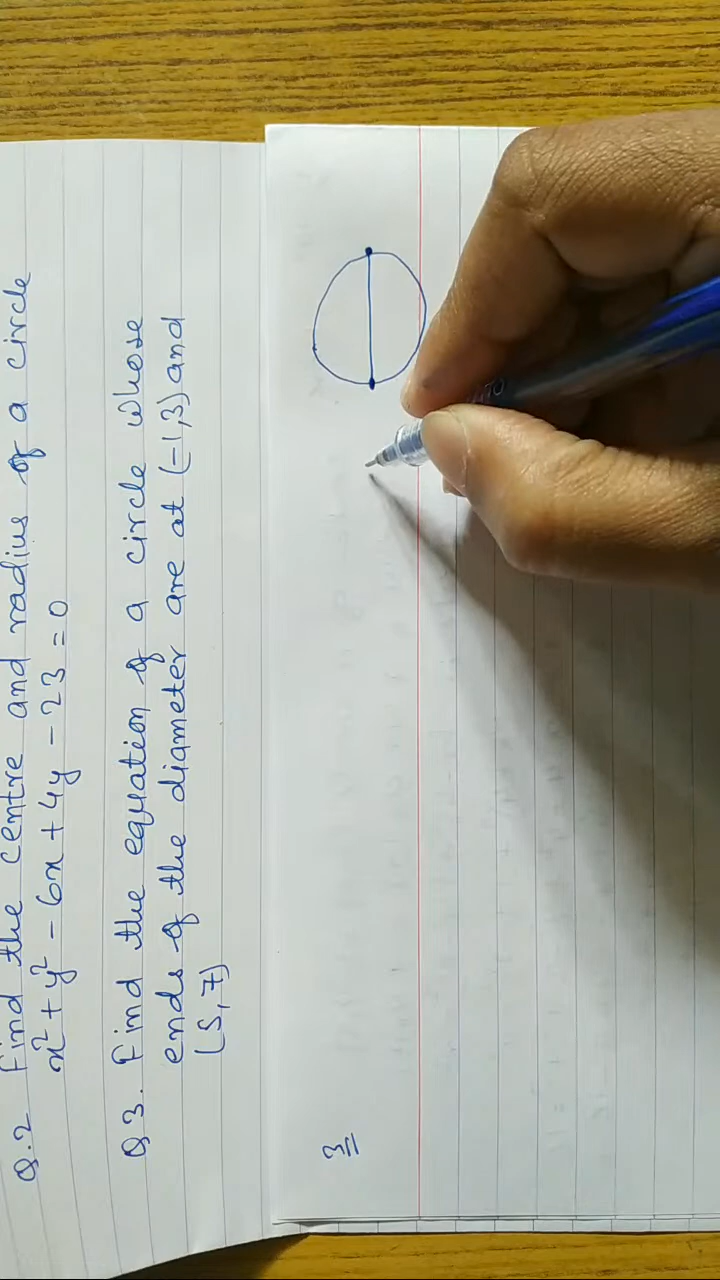 Q.2 Find the centre and radius of a circle
x² + y² - 6x + 4y - 23 = 0
Q3. Find the equation of a circle whose
ends of the diameter are at (-1,3) and
(5,7)
3